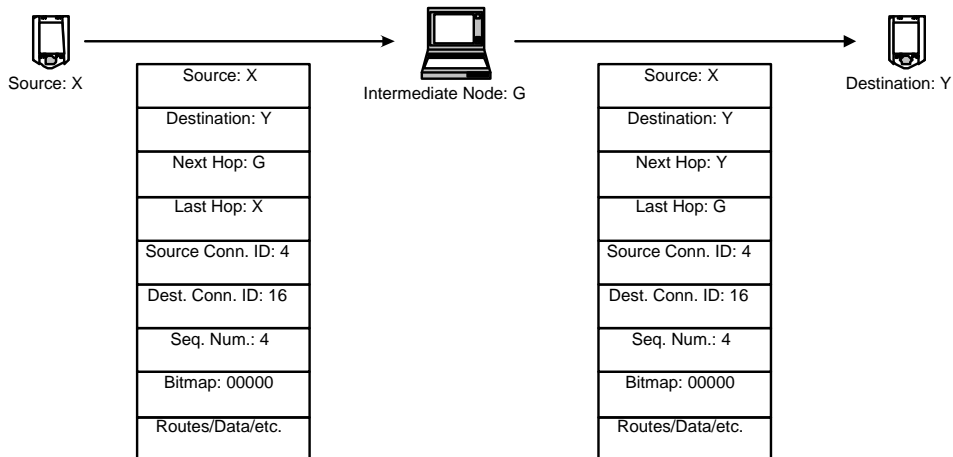 Source: X
Source: X
Destination: Y
Next Hop: G
Last Hop: X
Source Conn. ID: 4
Dest. Conn. ID: 16
Seq. Num.: 4
Bitmap: 00000
Routes/Data/etc.
Intermediate Node: G
Source: X
Destination: Y
Next Hop: Y
Last Hop: G
Source Conn. ID: 4
Dest. Conn. ID: 16
Seq. Num.: 4
Bitmap: 00000
Routes/Data/etc.
Destination: Y